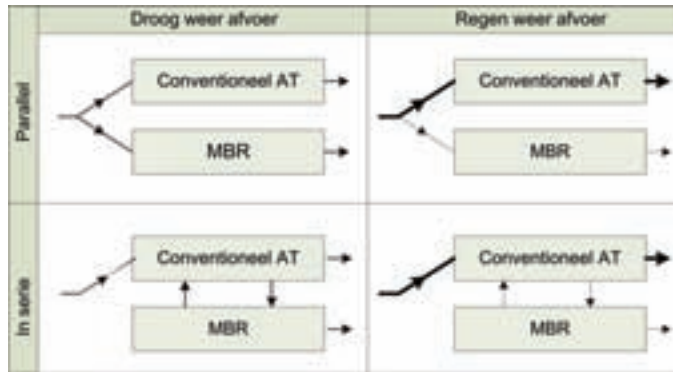 Droog weer afvoer
Regen weer afvoer
Parallel
Conventioneel AT
MBR
Conventioneel AT
MBR
In serie
Conventioneel AT
MBR
Conventioneel AT
MBR